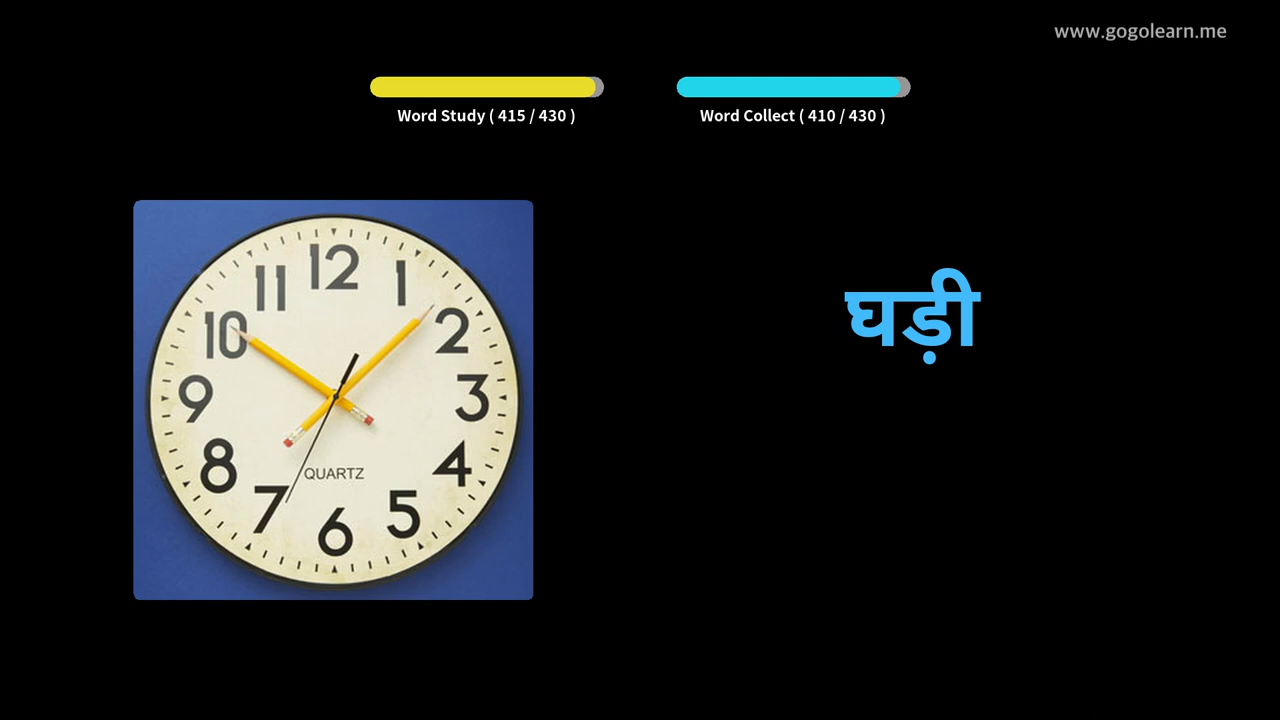 www.gogolearn.me
Word Study ( 415 / 430 )
Word Collect ( 410 / 430 )
12
11
1
10
2
9
3
8
4
QUARTZ
7
5
6
घड़ी